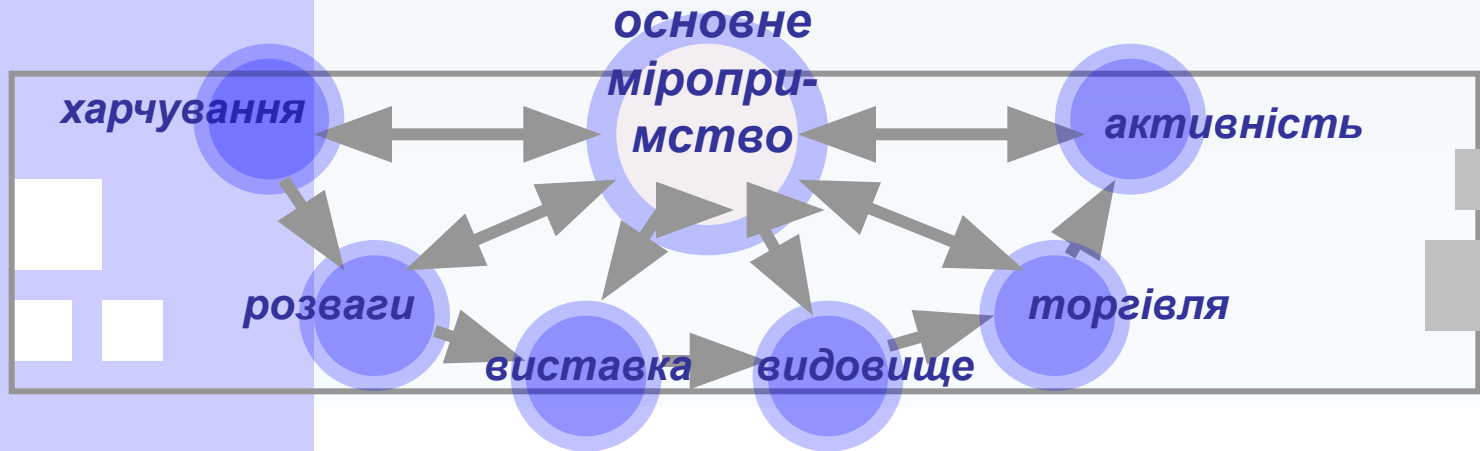 основне
міропри-
мство
харчування
активність
розваги
торгівля
виставка
видовище